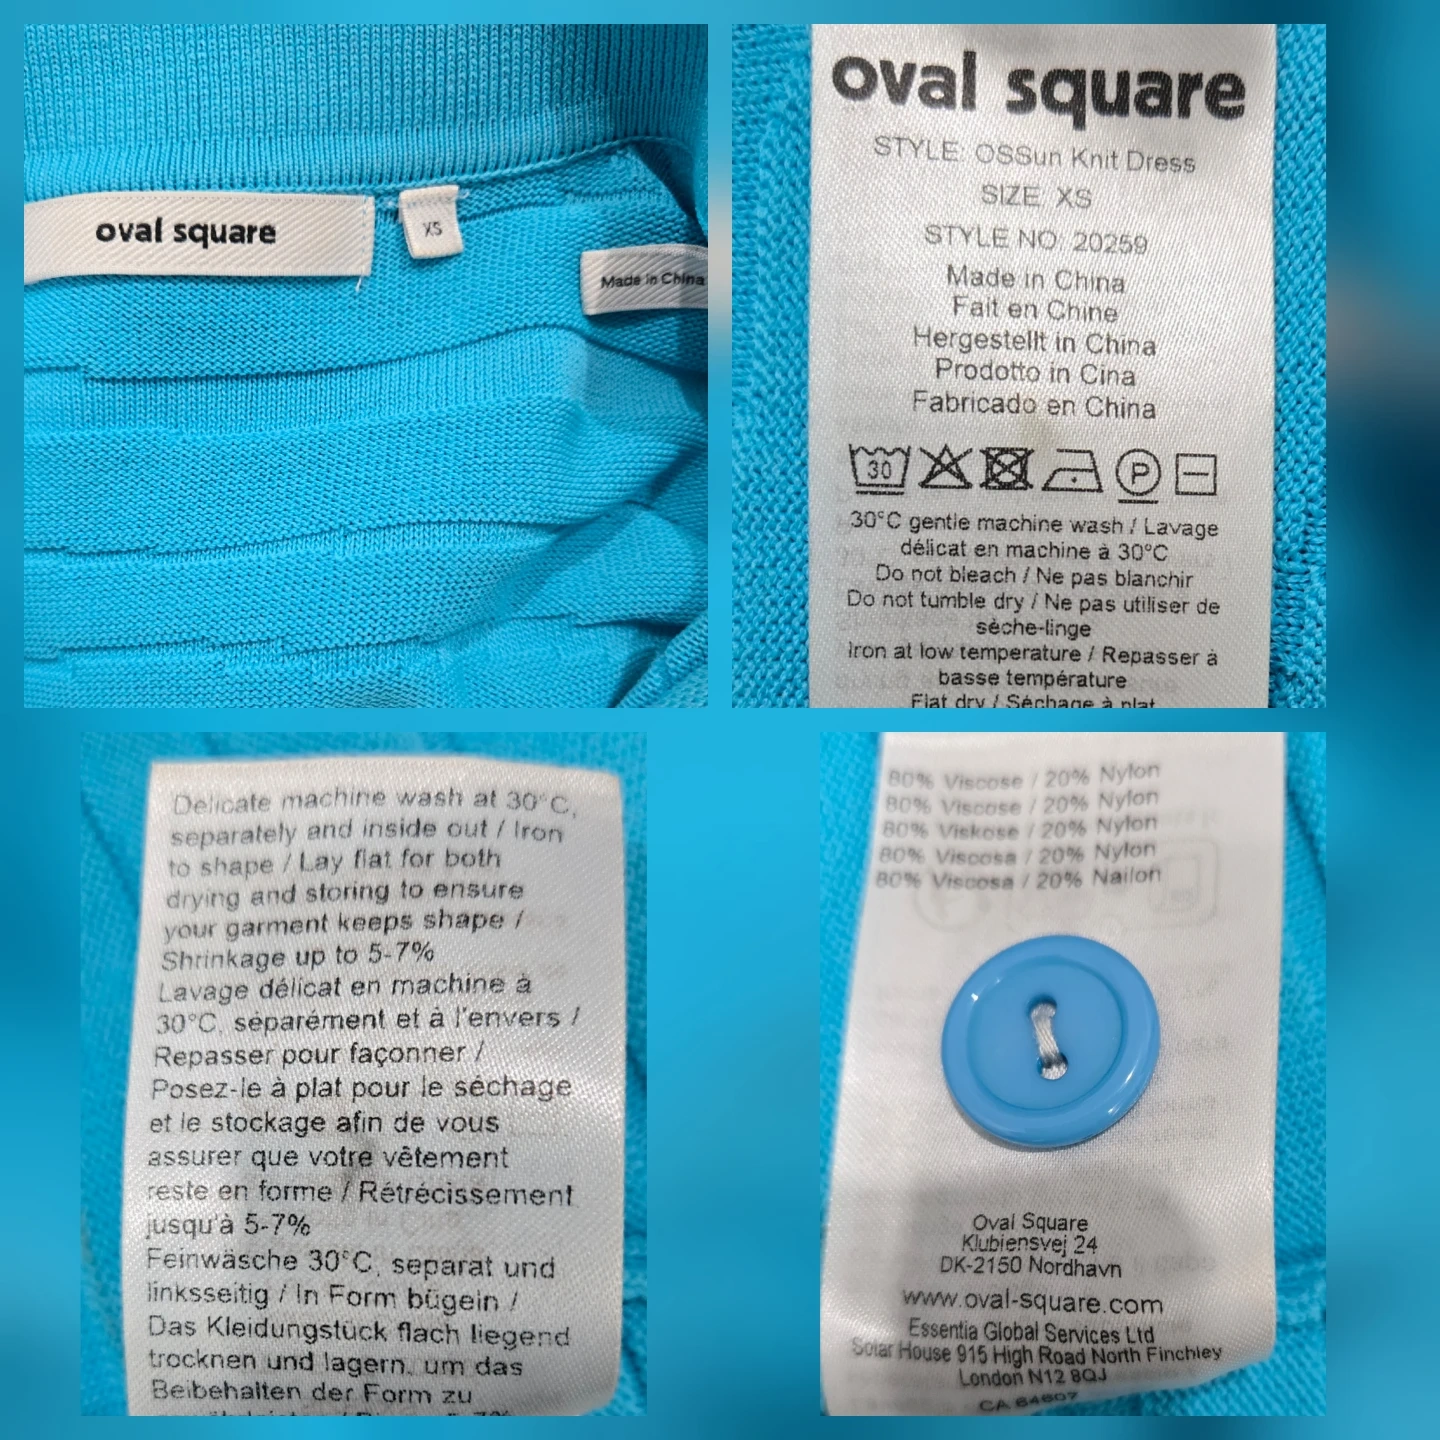 oval square
XS
Made in China
oval square
STYLE: OSSun Knit Dress
SIZE: XS
STYLE NO: 20259
Made in China
Fait en Chine
Hergestellt in China
Prodotto in Cina
Fabricado en China
30
P
30°C gentle machine wash / Lavage
délicat en machine à 30°C
Do not bleach / Ne pas blanchir
Do not tumble dry / Ne pas utiliser de
sèche-linge
Iron at low temperature / Repasser à
basse température
Flat dry / Séchage à plat
Delicate machine wash at 30°C,
separately and inside out / Iron
to shape / Lay flat for both
drying and storing to ensure
your garment keeps shape /
Shrinkage up to 5-7%
Lavage délicat en machine à
30°C, séparément et à l'envers /
Repasser pour façonner /
Posez-le à plat pour le séchage
et le stockage afin de vous
assurer que votre vêtement
reste en forme / Rétrécissement
jusqu'à 5-7%
Feinwäsche 30°C, separat und
linksseitig / In Form bügeln /
Das Kleidungstück flach liegend
trocknen und lagern, um das
Beibehalten der Form zu
80% Viscose / 20% Nylon
80% Viscose / 20% Nylon
80% Viskose / 20% Nylon
80% Viscosa / 20% Nylon
80% Viscosa / 20% Nailon
Oval Square
Klubiensvej 24
DK-2150 Nordhavn
www.oval-square.com
Essentia Global Services Ltd
Solar House 915 High Road North Finchley
London N12 8QJ
CA 64607